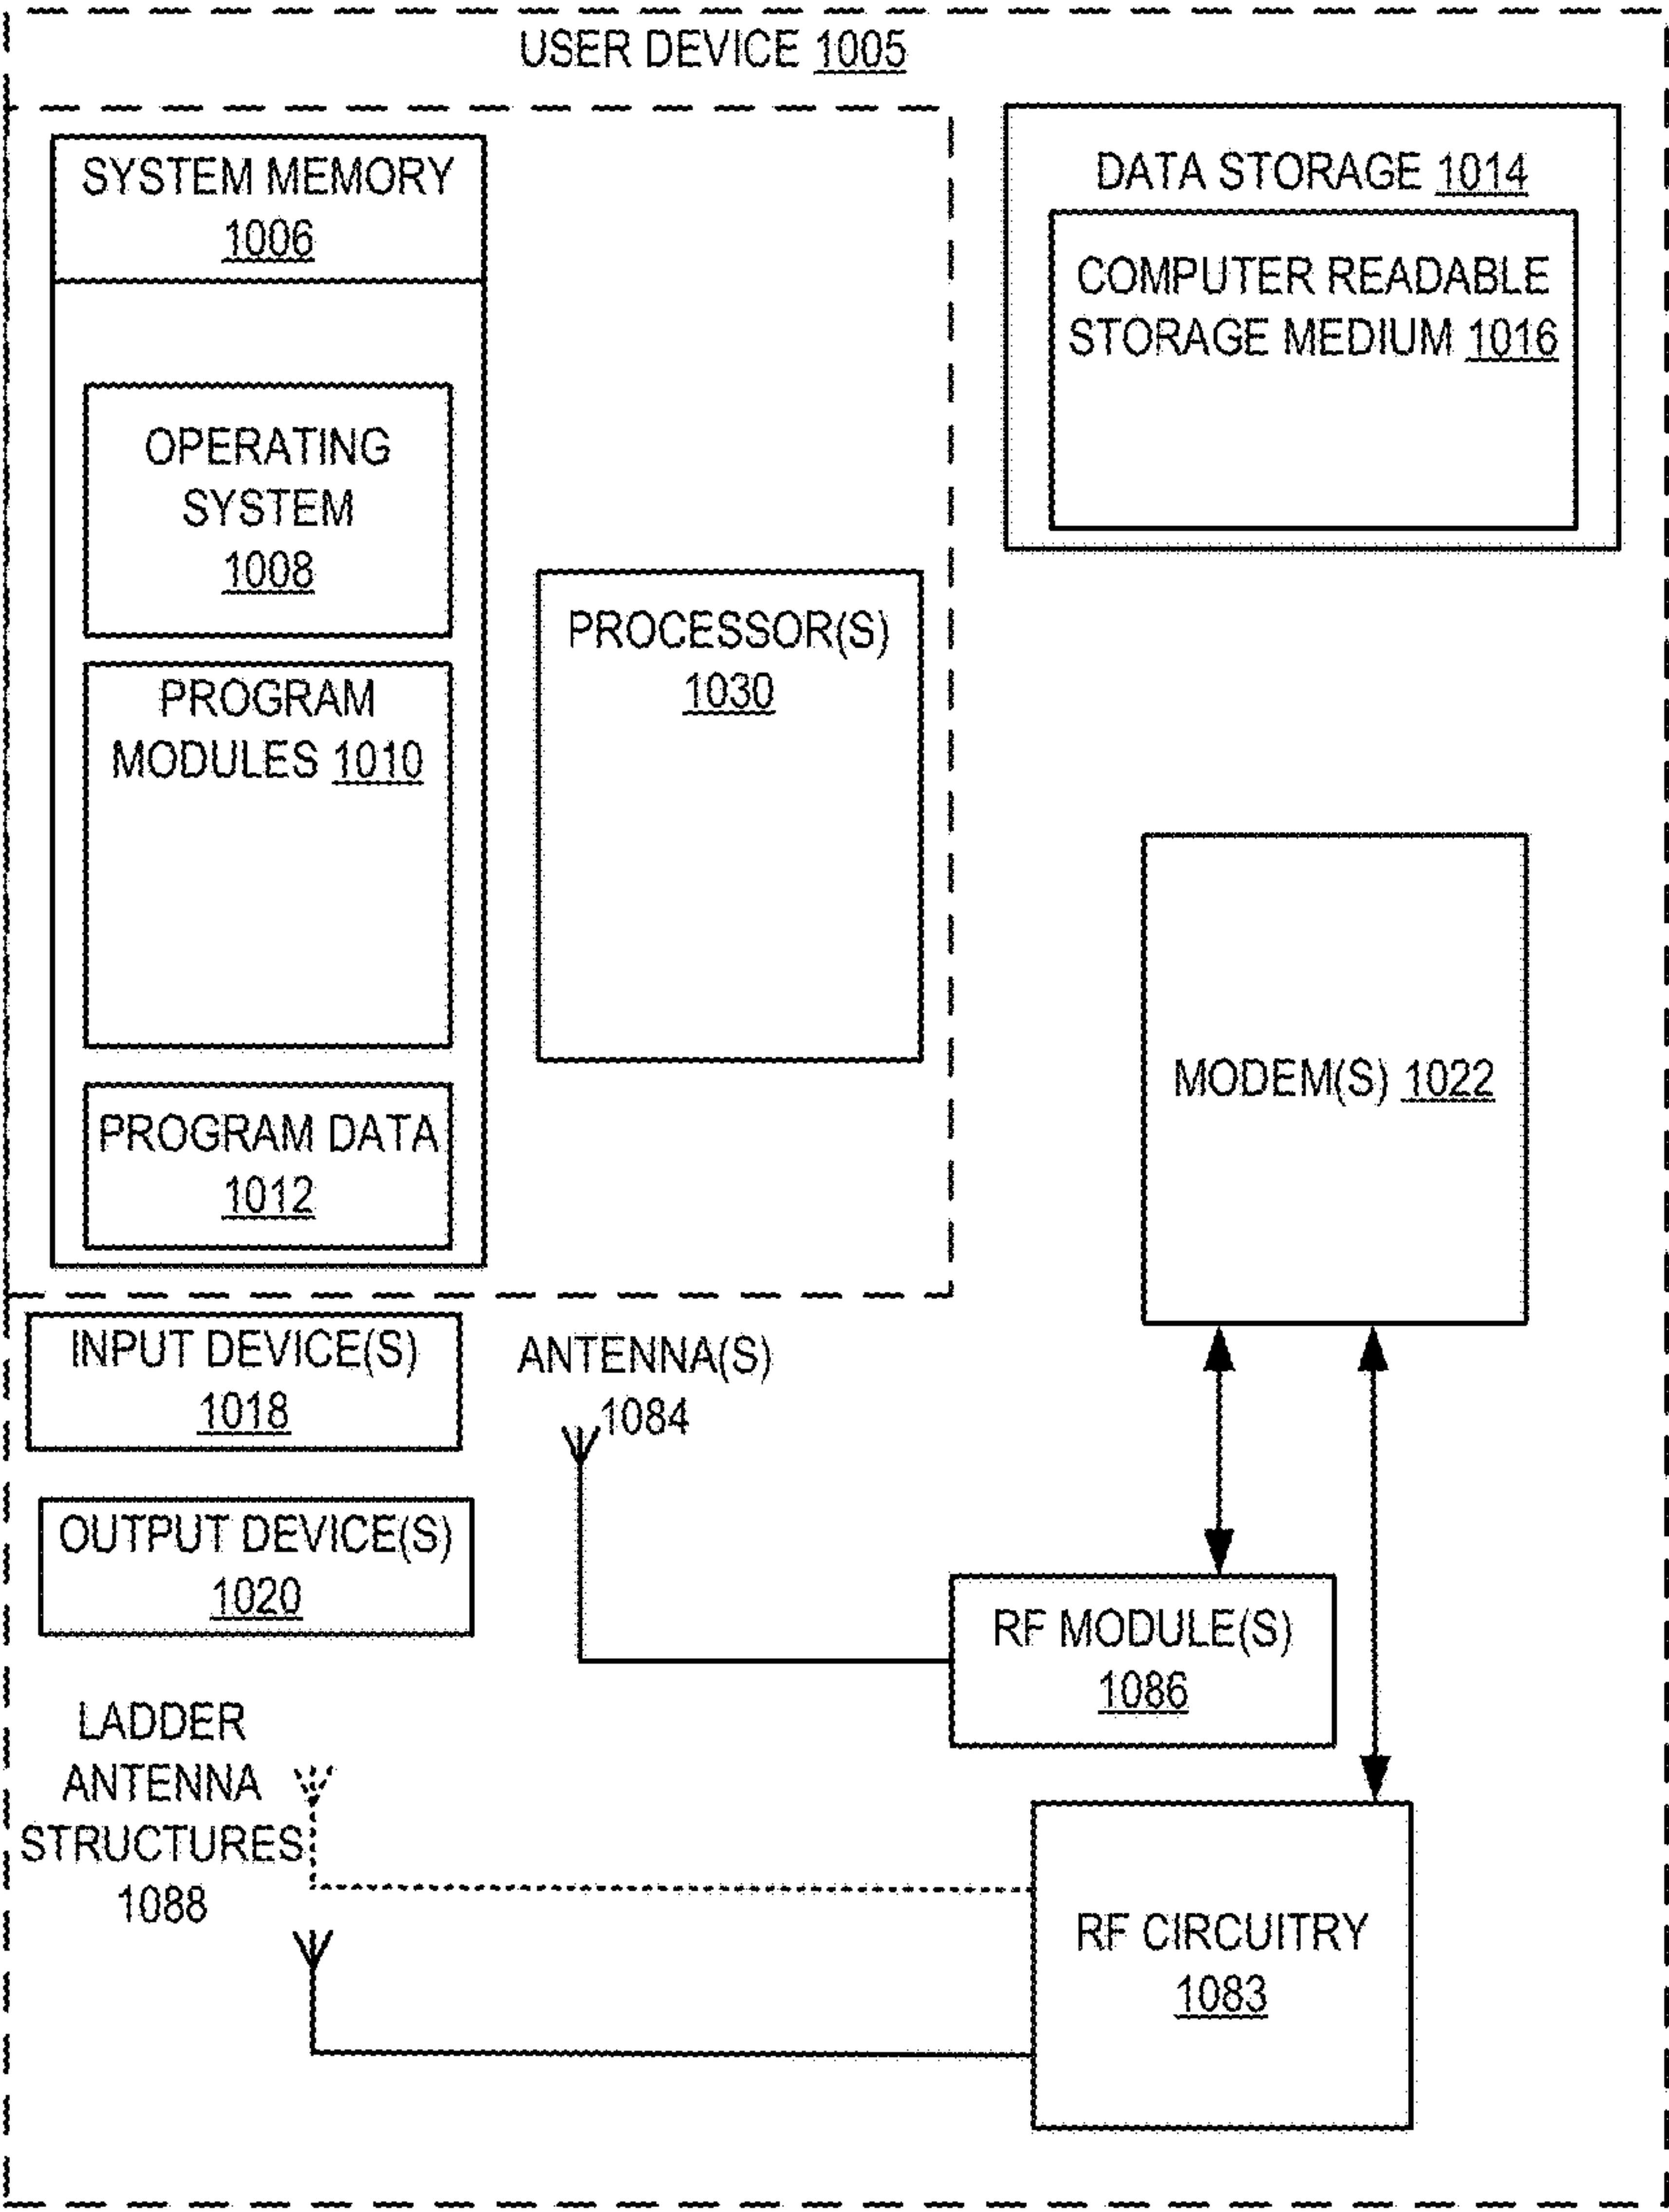 USER DEVICE 1005
SYSTEM MEMORY
1006
OPERATING
SYSTEM
1008
PROGRAM
MODULES 1010
PROGRAM DATA
1012
PROCESSOR(S)
1030
DATA STORAGE 1014
COMPUTER READABLE
STORAGE MEDIUM 1016
MODEM(S) 1022
INPUT DEVICE(S)
1018
OUTPUT DEVICE(S)
1020
ANTENNA(S)
1084
RF MODULE(S)
1086
LADDER
ANTENNA
STRUCTURES
1088
RF CIRCUITRY
1083